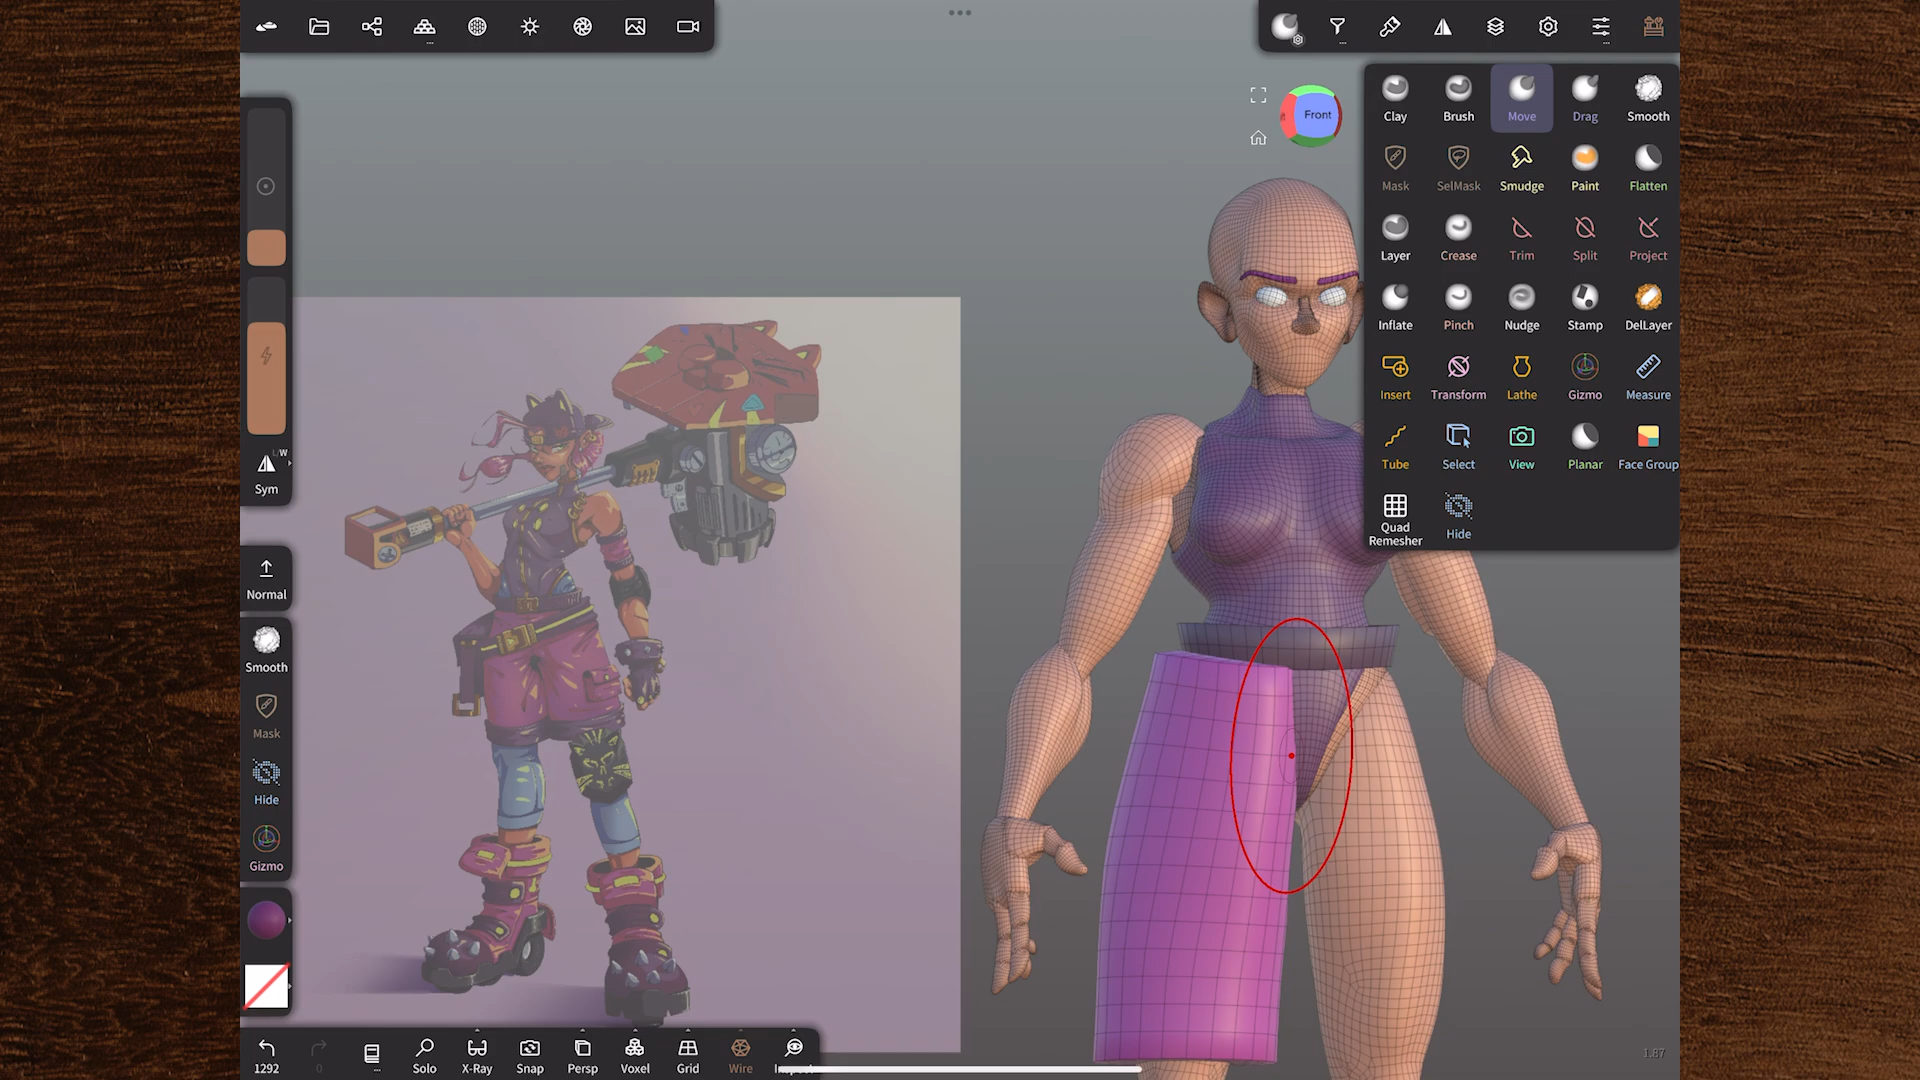 Front
Clay
Brush
Move
Drag
Smooth
Mask
SelMask
Smudge
Paint
Flatten
Layer
Crease
Trim
Split
Project
Inflate
Pinch
Nudge
Stamp
DelLayer
Insert
Transform
Lathe
Gizmo
Measure
Tube
Select
View
Planar
Face Group
Quad
Remesher
Hide
L/W
Sym
Normal
Smooth
Mask
Hide
Gizmo
1292
0
Solo
X-Ray
Snap
Persp
Voxel
Grid
Wire
1.87